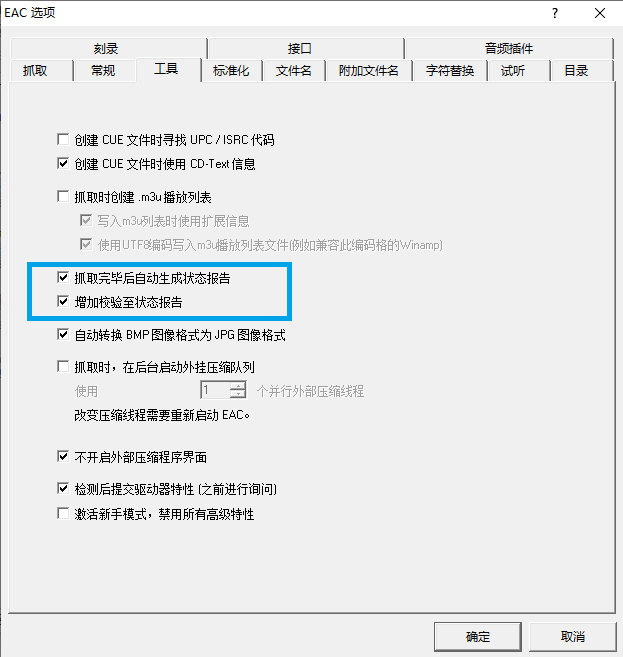 EAC 选项
?
刻录 接口 音频插件
抓取 常规 工具 标准化 文件名 附加文件名 字符替换 试听 目录
创建 CUE 文件时寻找 UPC / ISRC 代码
创建 CUE 文件时使用 CD-Text 信息
抓取时创建 .m3u 播放列表
写入m3u列表时使用扩展信息
使用UTF8编码写入m3u播放列表文件(例如兼容此编码格的Winamp)
抓取完毕后自动生成状态报告
增加校验至状态报告
自动转换 BMP 图像格式为 JPG 图像格式
抓取时，在后台启动外挂压缩队列
使用 1 个并行外部压缩线程
改变压缩线程需要重新启动 EAC。
不开启外部压缩程序界面
检测后提交驱动器特性 (之前进行询问)
激活新手模式，禁用所有高级特性
确定 取消